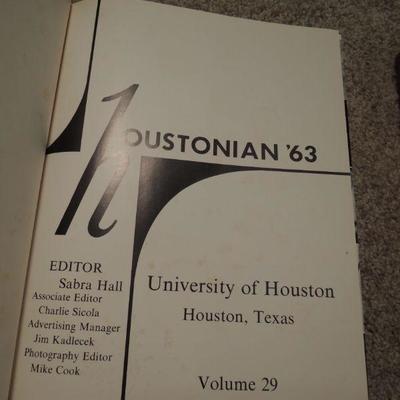 hOUSTONIAN '63
EDITOR
Sabra Hall
Associate Editor
Charlie Sicola
Advertising Manager
Jim Kadlecek
Photography Editor
Mike Cook
University of Houston
Houston, Texas
Volume 29